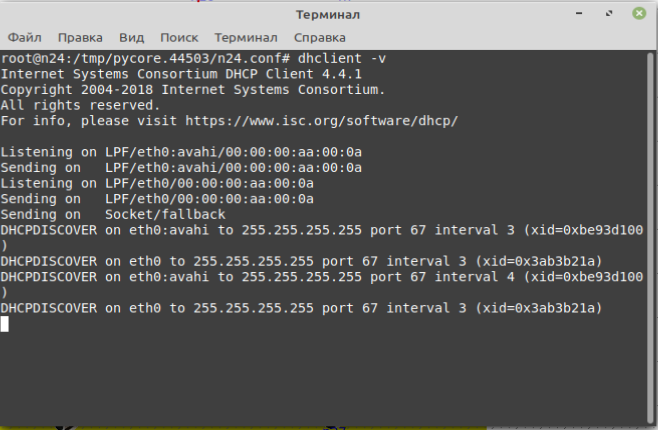 Терминал
Файл Правка Вид Поиск Терминал Справка
root@n24:/tmp/pycore.44503/n24.conf# dhclient -v
Internet Systems Consortium DHCP Client 4.4.1
Copyright 2004-2018 Internet Systems Consortium.
All rights reserved.
For info, please visit https://www.isc.org/software/dhcp/

Listening on LPF/eth0:avahi/00:00:00:aa:00:0a
Sending on   LPF/eth0:avahi/00:00:00:aa:00:0a
Listening on LPF/eth0/00:00:00:aa:00:0a
Sending on   LPF/eth0/00:00:00:aa:00:0a
Sending on   Socket/fallback
DHCPDISCOVER on eth0:avahi to 255.255.255.255 port 67 interval 3 (xid=0xbe93d100
)
DHCPDISCOVER on eth0 to 255.255.255.255 port 67 interval 3 (xid=0x3ab3b21a)
DHCPDISCOVER on eth0:avahi to 255.255.255.255 port 67 interval 4 (xid=0xbe93d100
)
DHCPDISCOVER on eth0 to 255.255.255.255 port 67 interval 3 (xid=0x3ab3b21a)